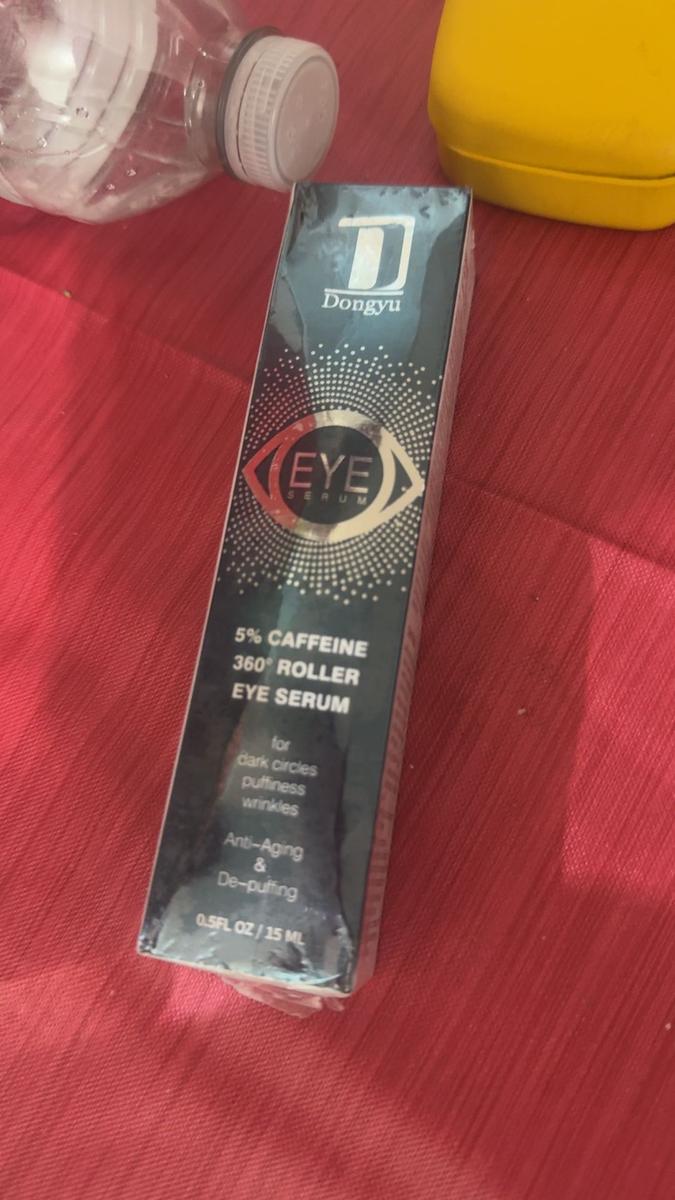 D
Dongyu
EYE
SERUM
5% CAFFEINE
360° ROLLER
EYE SERUM
for
dark circles
puffiness
wrinkles
Anti-Aging
&
De-puffing
0.5FL OZ / 15 ML